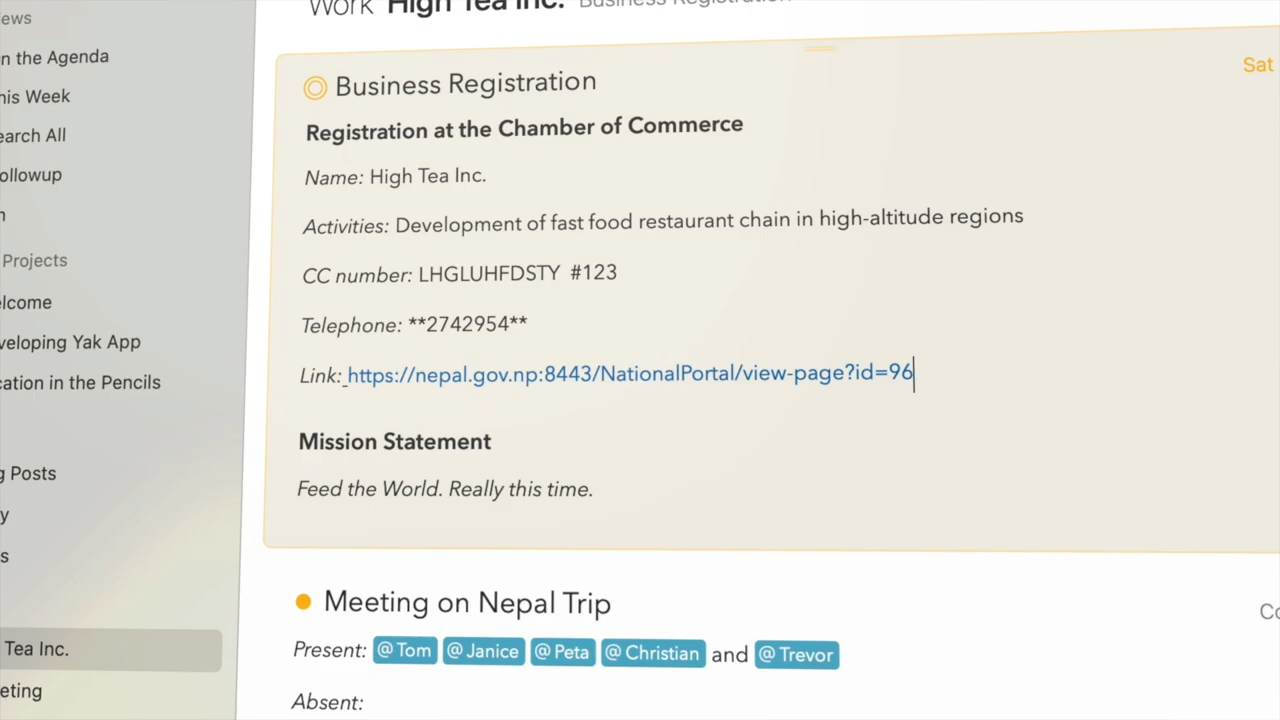 Work High Tea Inc. Business Registration
Sat
Business Registration
Registration at the Chamber of Commerce
Name: High Tea Inc.
Activities: Development of fast food restaurant chain in high-altitude regions
CC number: LHGLUHFDSTY #123
Telephone: **2742954**
Link: https://nepal.gov.np:8443/NationalPortal/view-page?id=96
Mission Statement
Feed the World. Really this time.
Meeting on Nepal Trip
Co
Present: @Tom @Janice @Peta @Christian and @Trevor
Absent:
ews
n the Agenda
his Week
earch All
ollowup
n
Projects
elcome
veloping Yak App
cation in the Pencils
g Posts
y
s
Tea Inc.
eting